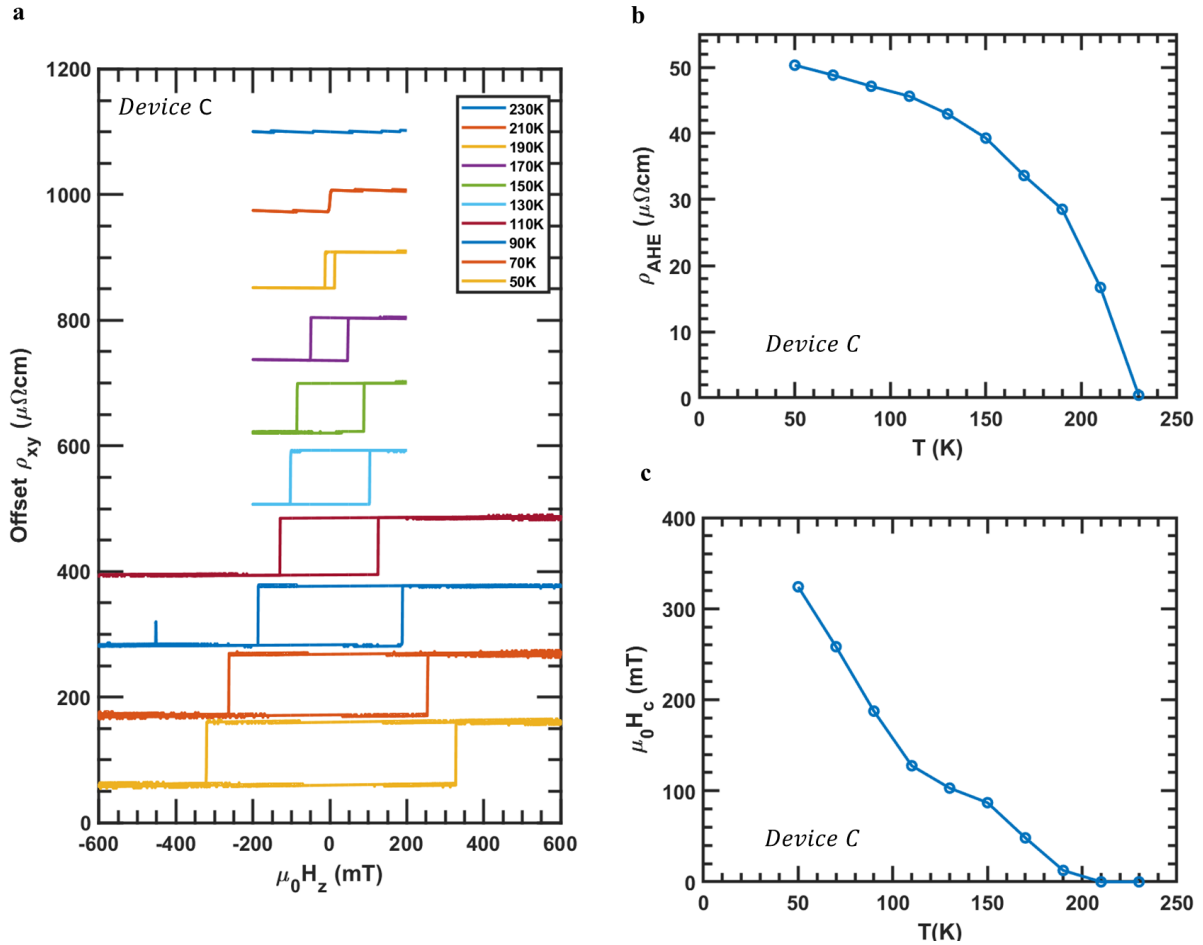 a
Device C
1200
1000
800
600
400
200
0
Offset ρxy (μΩcm)
-600
-400
-200
0
200
400
600
μ0Hz (mT)
230K
210K
190K
170K
150K
130K
110K
90K
70K
50K
b
50
40
30
20
10
0
ρAHE (μΩcm)
Device C
0
50
100
150
200
250
T (K)
c
400
300
200
100
0
μ0Hc (mT)
Device C
0
50
100
150
200
250
T(K)